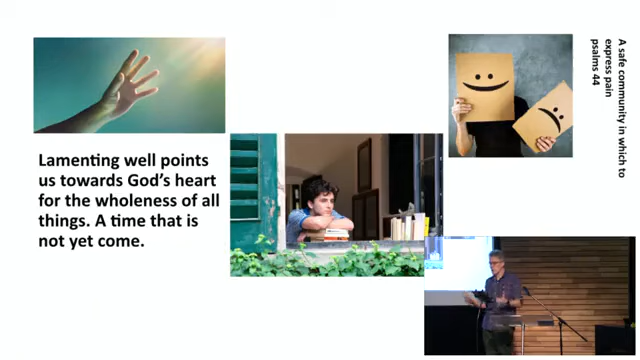 Lamenting well points
us towards God's heart
for the wholeness of all
things. A time that is
not yet come.
A safe community in which to
express pain
psalms 44